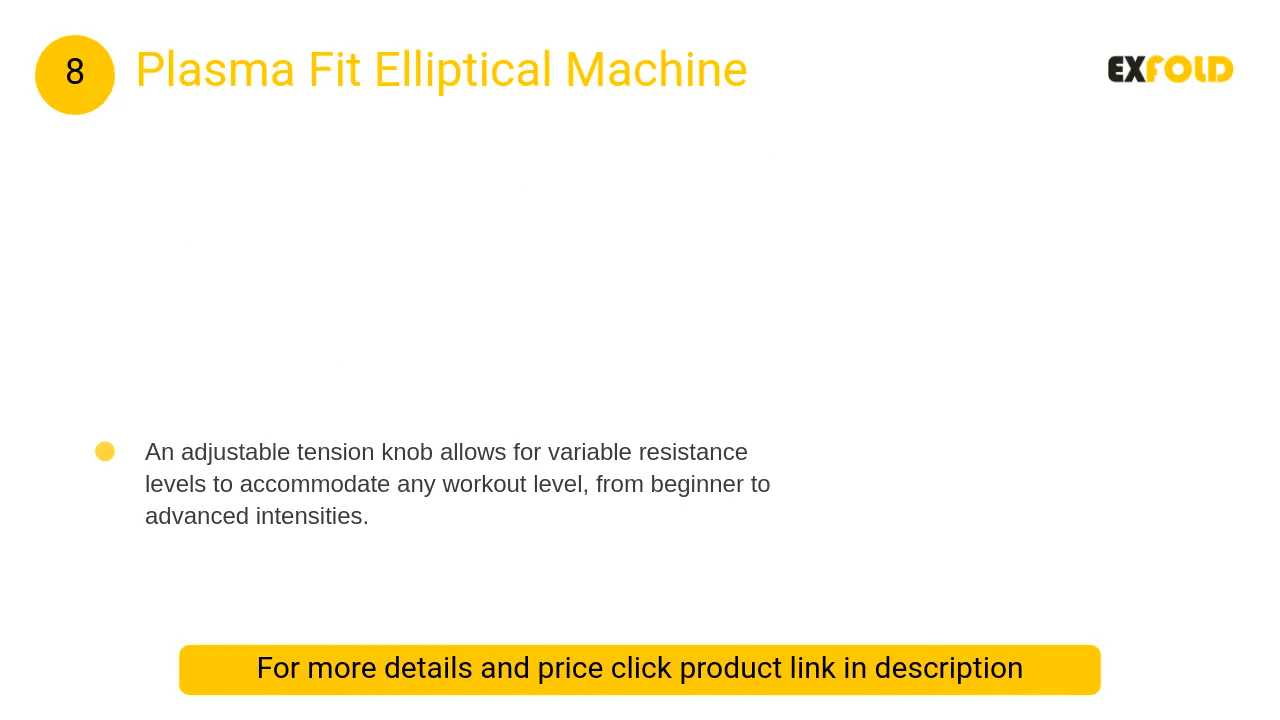 8
Plasma Fit Elliptical Machine
EXFOLD
An adjustable tension knob allows for variable resistance
levels to accommodate any workout level, from beginner to
advanced intensities.
For more details and price click product link in description